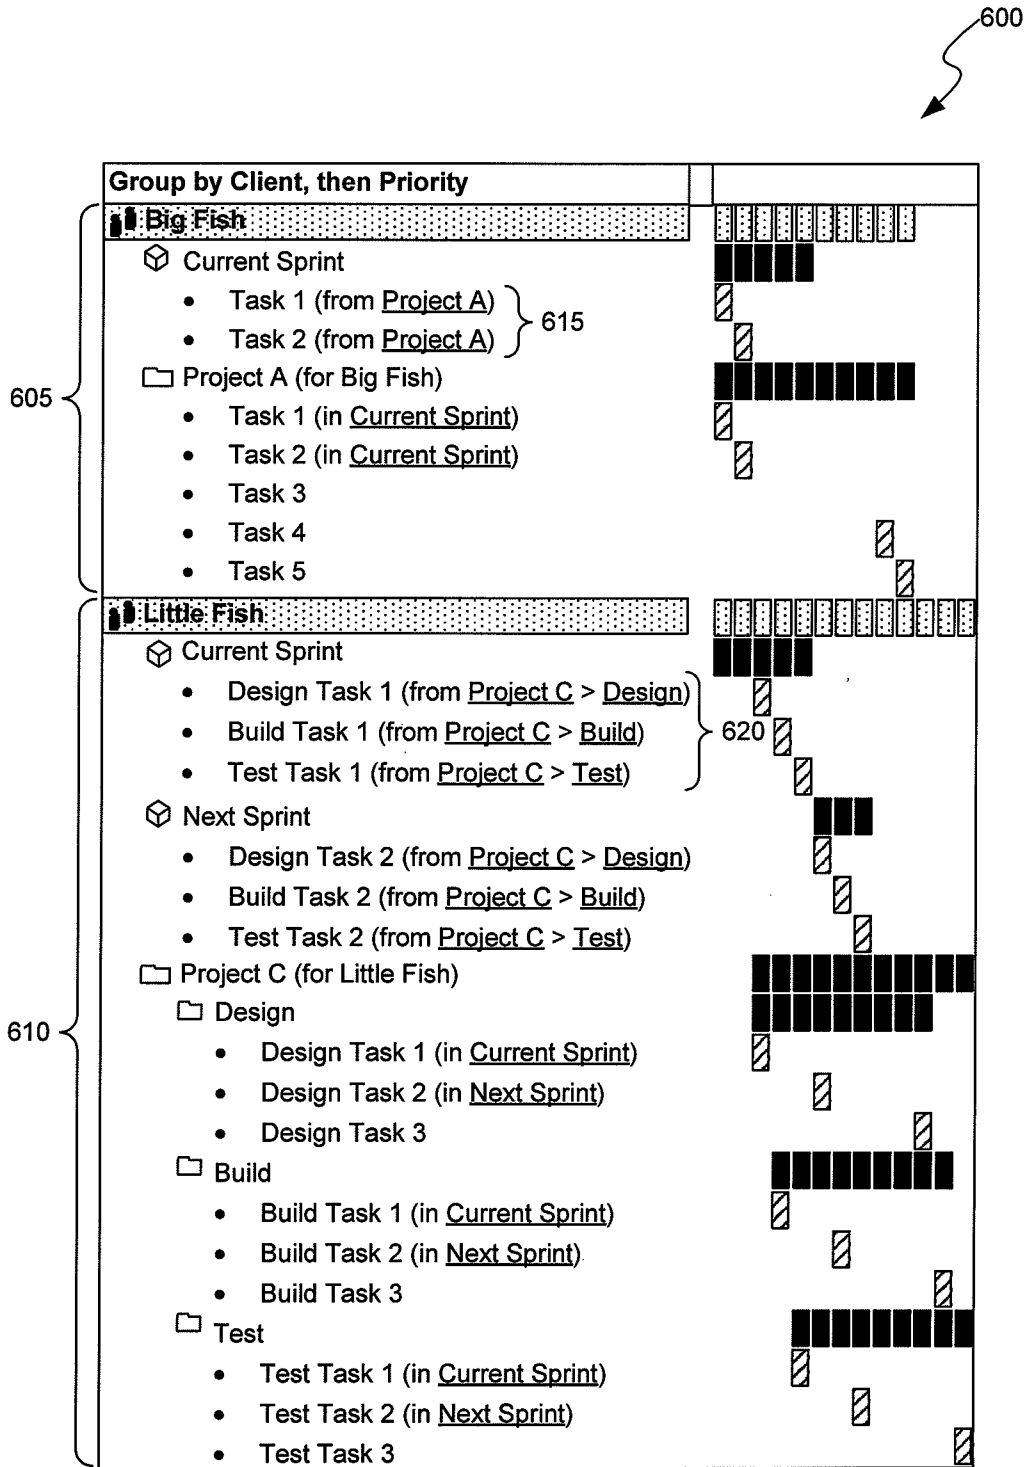 600
Group by Client, then Priority
Big Fish
Current Sprint
• Task 1 (from Project A)
615
• Task 2 (from Project A)
605
Project A (for Big Fish)
• Task 1 (in Current Sprint)
• Task 2 (in Current Sprint)
• Task 3
• Task 4
• Task 5
Little Fish
Current Sprint
• Design Task 1 (from Project C > Design)
• Build Task 1 (from Project C > Build)
620
• Test Task 1 (from Project C > Test)
Next Sprint
• Design Task 2 (from Project C > Design)
• Build Task 2 (from Project C > Build)
• Test Task 2 (from Project C > Test)
Project C (for Little Fish)
610
Design
• Design Task 1 (in Current Sprint)
• Design Task 2 (in Next Sprint)
• Design Task 3
Build
• Build Task 1 (in Current Sprint)
• Build Task 2 (in Next Sprint)
• Build Task 3
Test
• Test Task 1 (in Current Sprint)
• Test Task 2 (in Next Sprint)
• Test Task 3